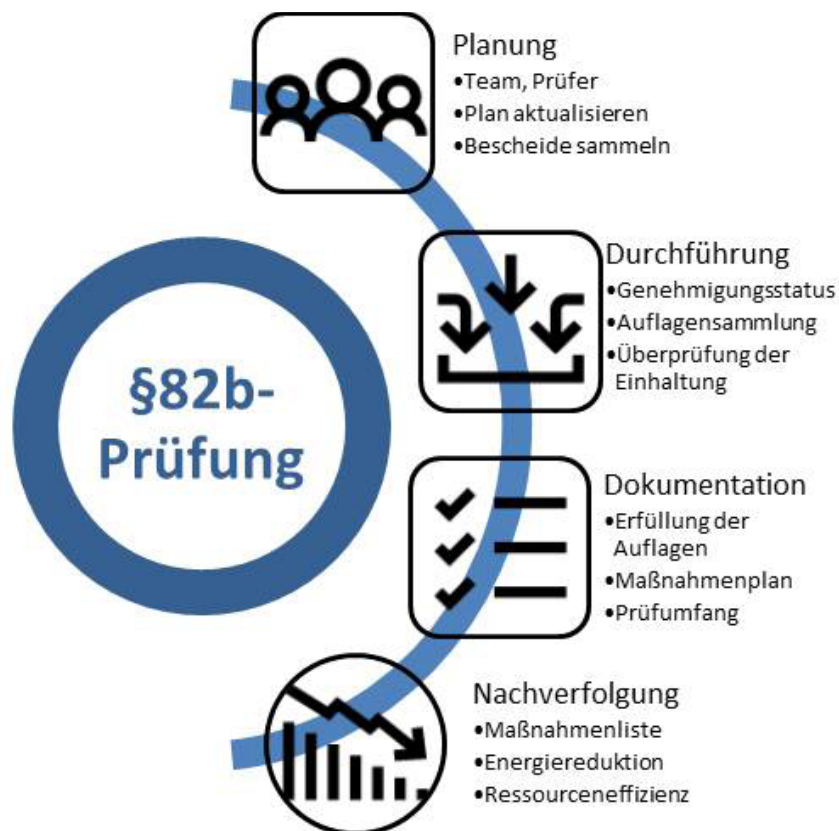 Planung
•Team, Prüfer
•Plan aktualisieren
•Bescheide sammeln
Durchführung
•Genehmigungsstatus
•Auflagensammlung
•Überprüfung der
Einhaltung
§82b-
Prüfung
Dokumentation
•Erfüllung der
Auflagen
•Maßnahmenplan
•Prüfumfang
Nachverfolgung
•Maßnahmenliste
•Energiereduktion
•Ressourceneffizienz